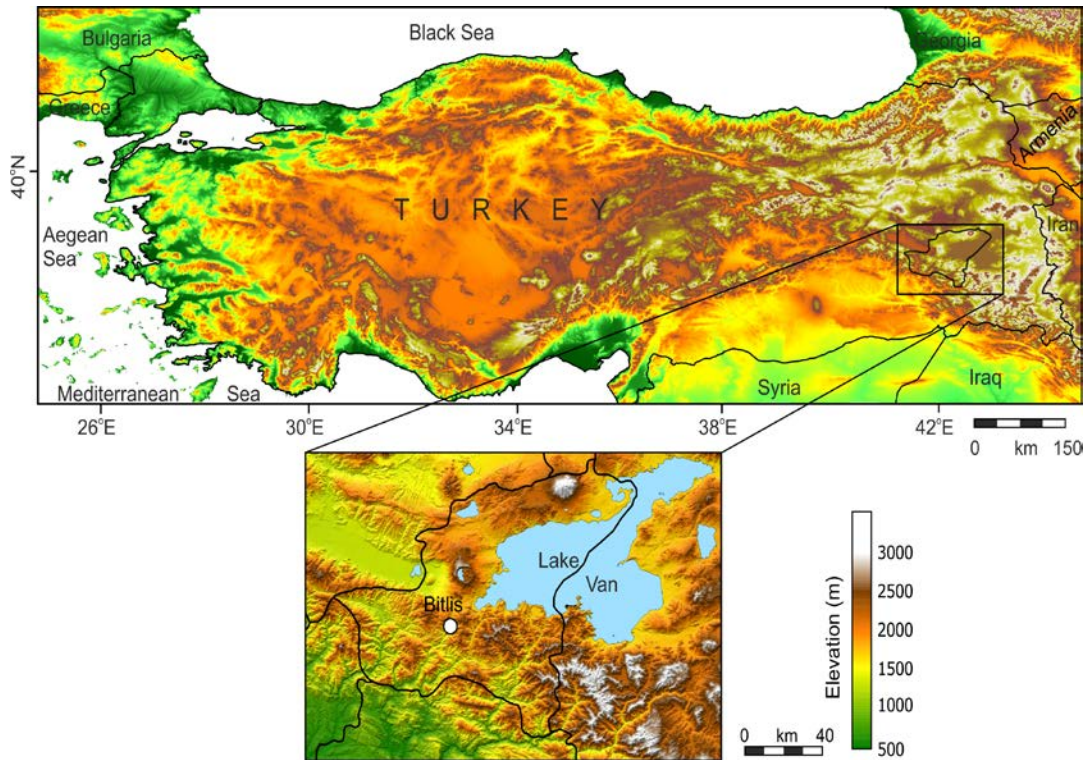 Bulgaria
Black Sea
Georgia
Greece
Armenia
40°N
TURKEY
Iran
Aegean
Sea
Mediterranean
Sea
Syria
Iraq
26°E
30°E
34°E
38°E
42°E
0 km 150
Lake
Van
Bitlis
3000
2500
2000
1500
1000
500
Elevation (m)
0 km 40